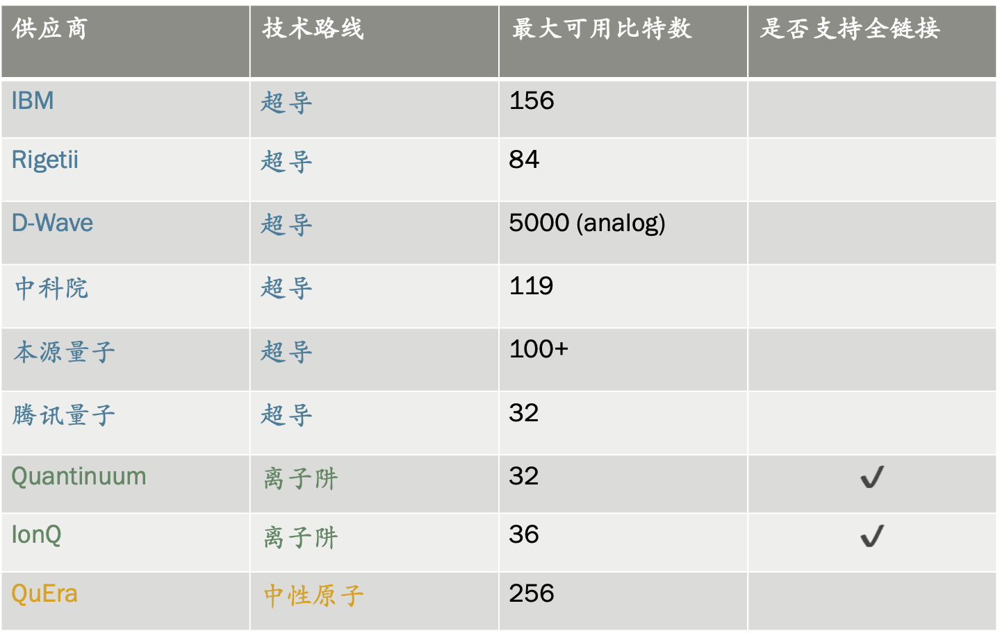 供应商 技术路线 最大可用比特数 是否支持全链接
IBM 超导 156
Rigetii 超导 84
D-Wave 超导 5000 (analog)
中科院 超导 119
本源量子 超导 100+
腾讯量子 超导 32
Quantinuum 离子阱 32 ✓
IonQ 离子阱 36 ✓
QuEra 中性原子 256